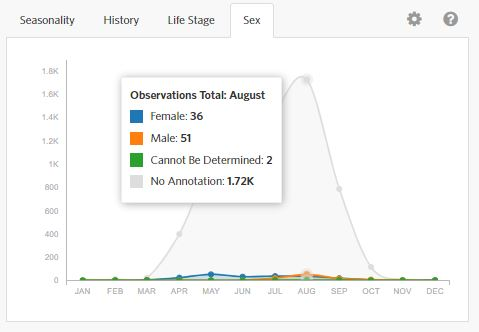 Seasonality History Life Stage Sex
1.8K
1.6K
1.4K
1.2K
1K
800
600
400
200
0
Observations Total: August
Female: 36
Male: 51
Cannot Be Determined: 2
No Annotation: 1.72K
JAN FEB MAR APR MAY JUN JUL AUG SEP OCT NOV DEC